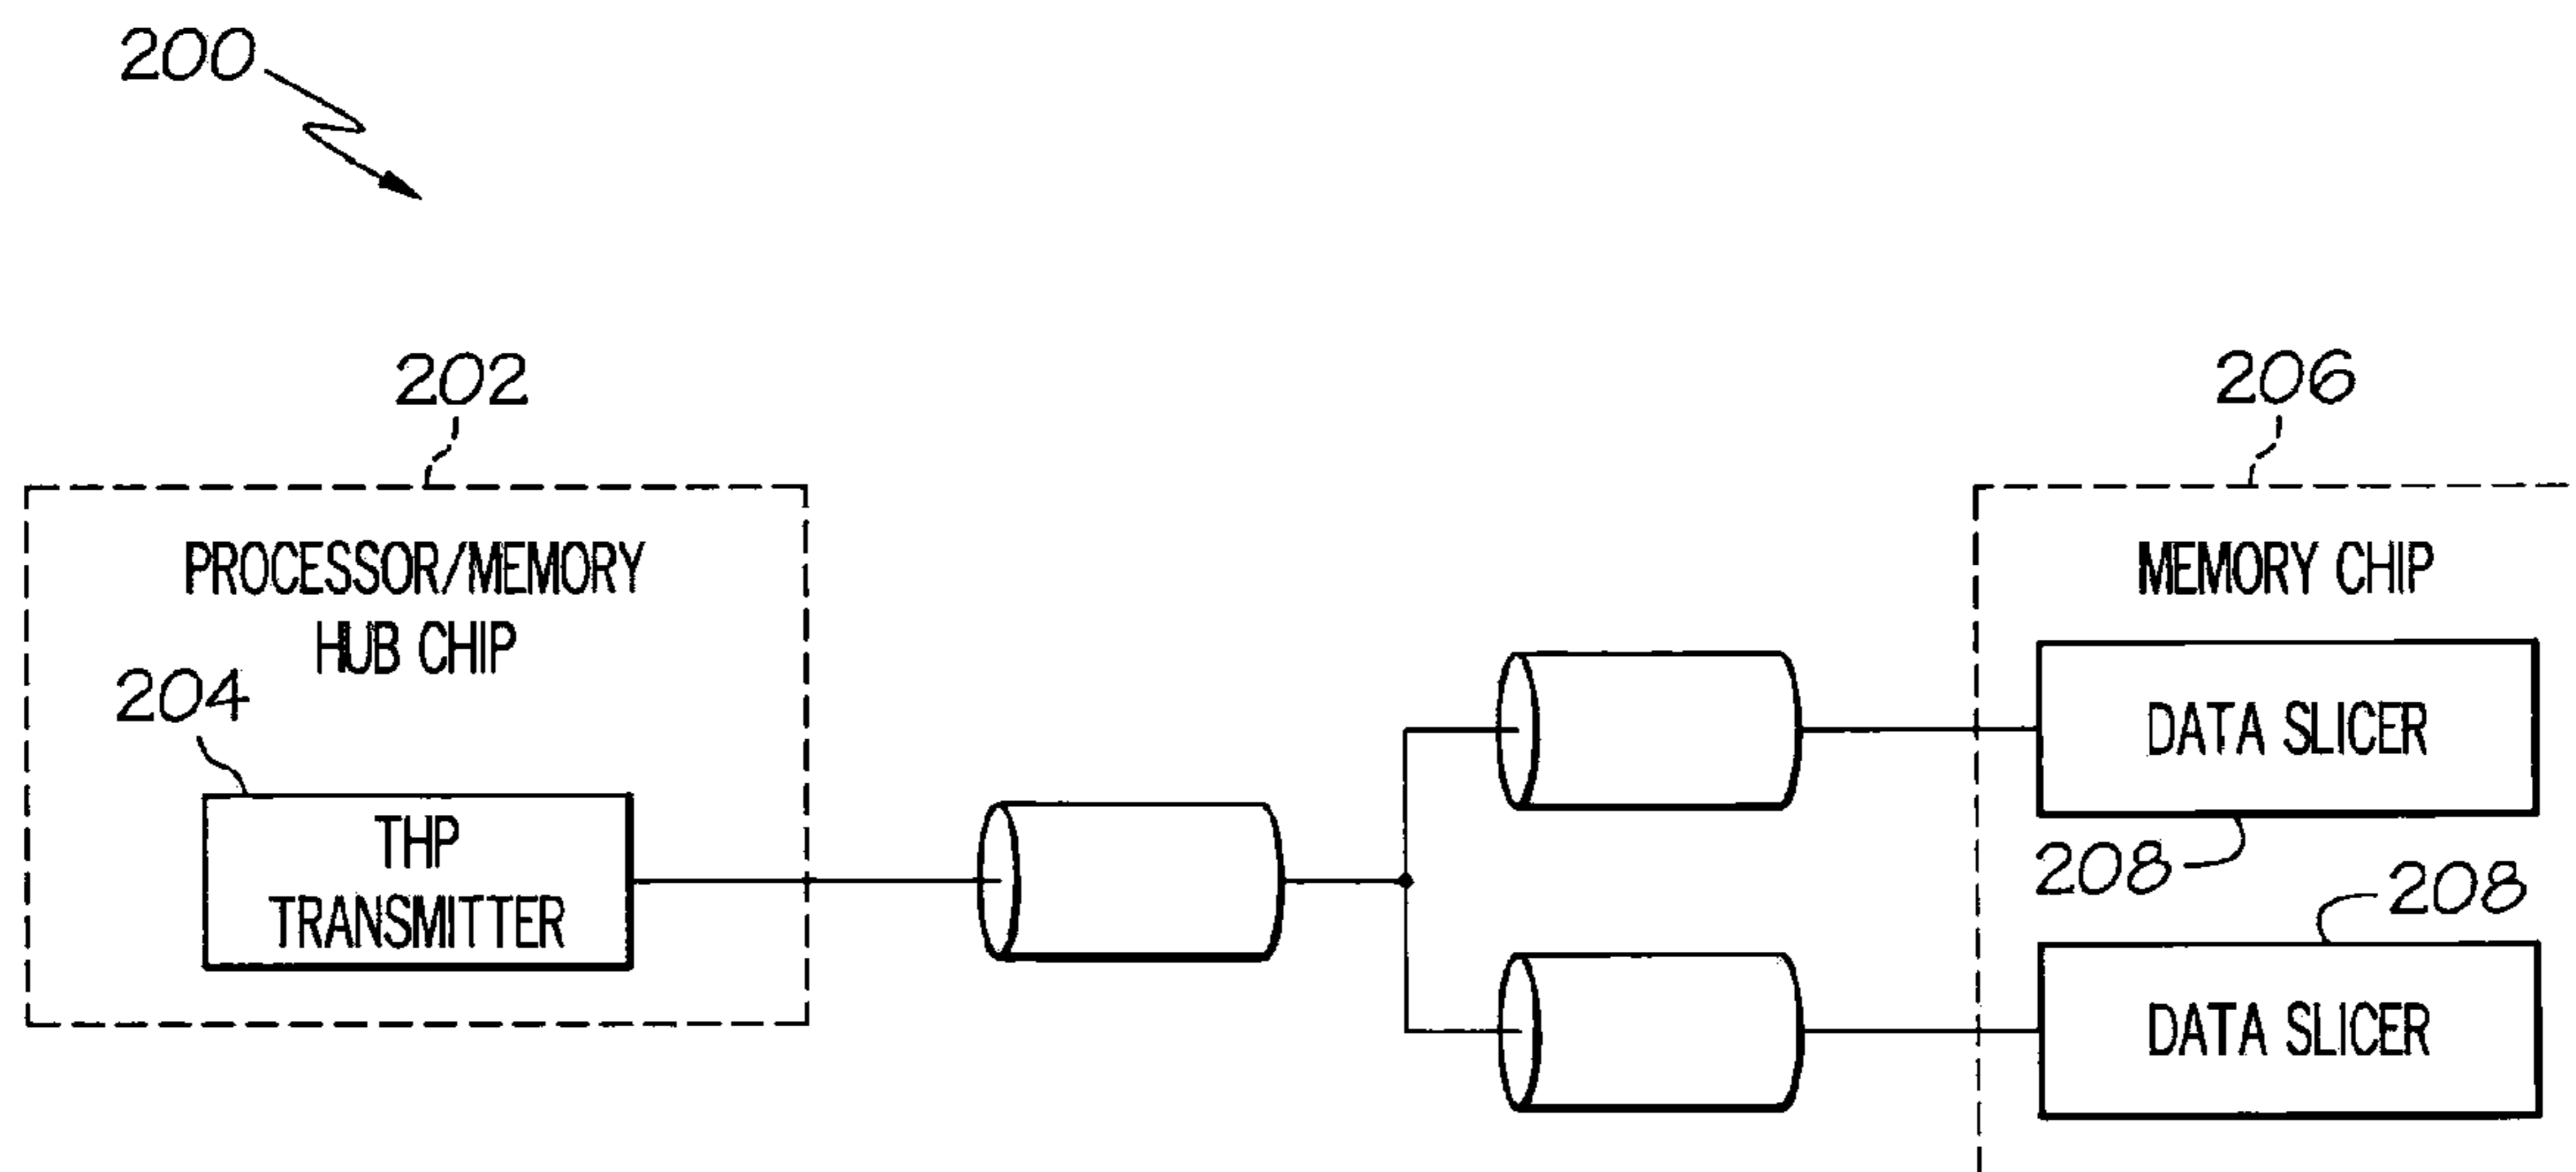 200
202
206
PROCESSOR/MEMORY
HUB CHIP
MEMORY CHIP
204
DATA SLICER
THP
TRANSMITTER
208
208
DATA SLICER